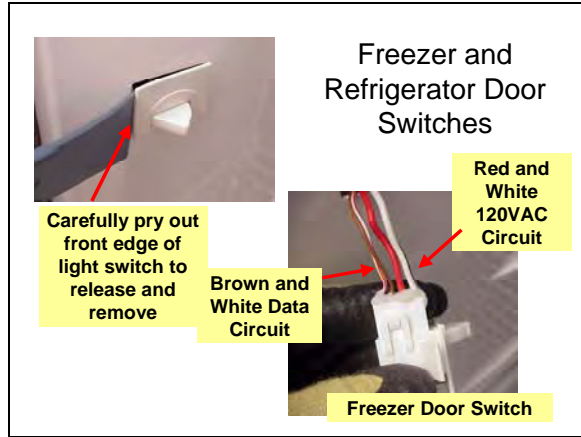 Freezer and
Refrigerator Door
Switches
Carefully pry out
front edge of
light switch to
release and
remove
Red and
White
120VAC
Circuit
Brown and
White Data
Circuit
Freezer Door Switch